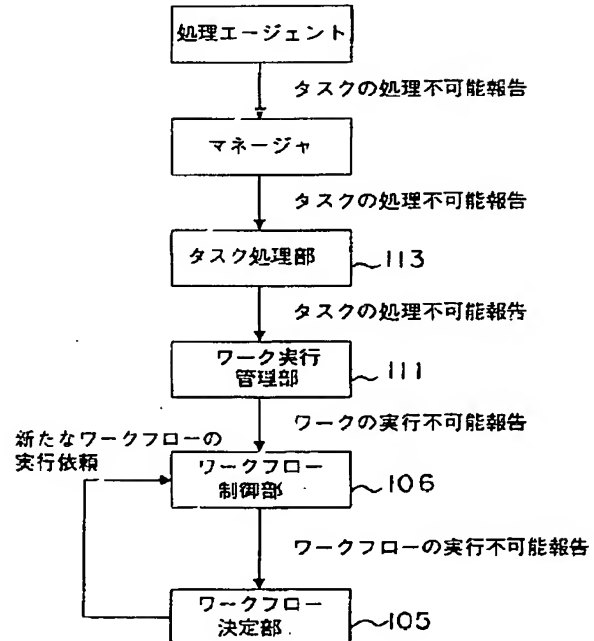 処理エージェント
タスクの処理不可能報告
マネージャ
タスクの処理不可能報告
タスク処理部
113
タスクの処理不可能報告
ワーク実行
管理部
111
ワークの実行不可能報告
新たなワークフローの
実行依頼
ワークフロー
制御部
106
ワークフローの実行不可能報告
ワークフロー
決定部
105